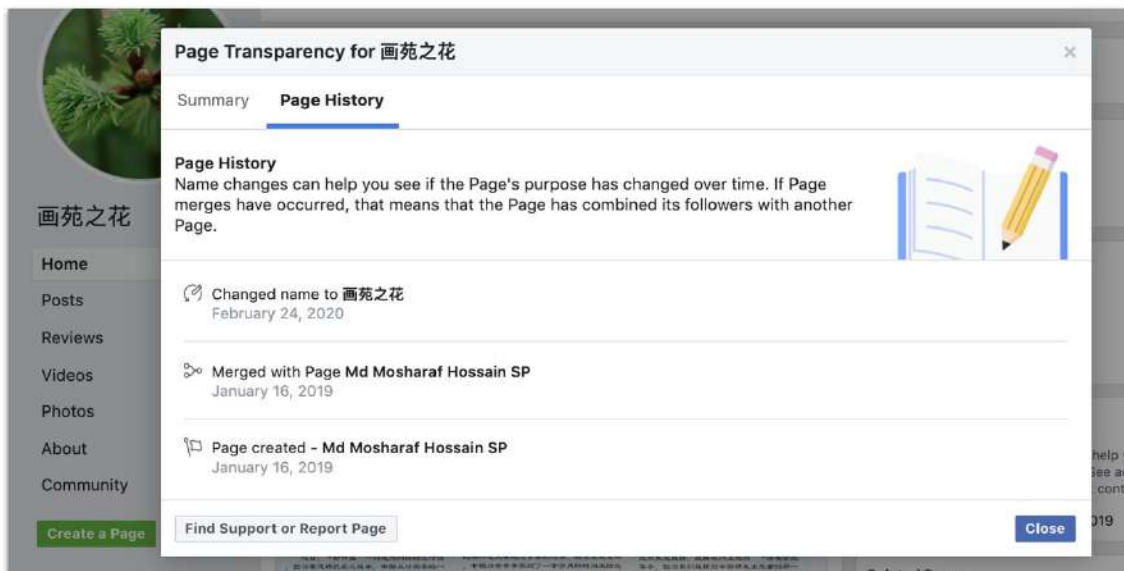 Page Transparency for 画苑之花
Summary
Page History
Page History
Name changes can help you see if the Page's purpose has changed over time. If Page
merges have occurred, that means that the Page has combined its followers with another
Page.
Changed name to 画苑之花
February 24, 2020
Merged with Page Md Mosharaf Hossain SP
January 16, 2019
Page created - Md Mosharaf Hossain SP
January 16, 2019
Find Support or Report Page
Close
画苑之花
Home
Posts
Reviews
Videos
Photos
About
Community
Create a Page
help
See
cont
019